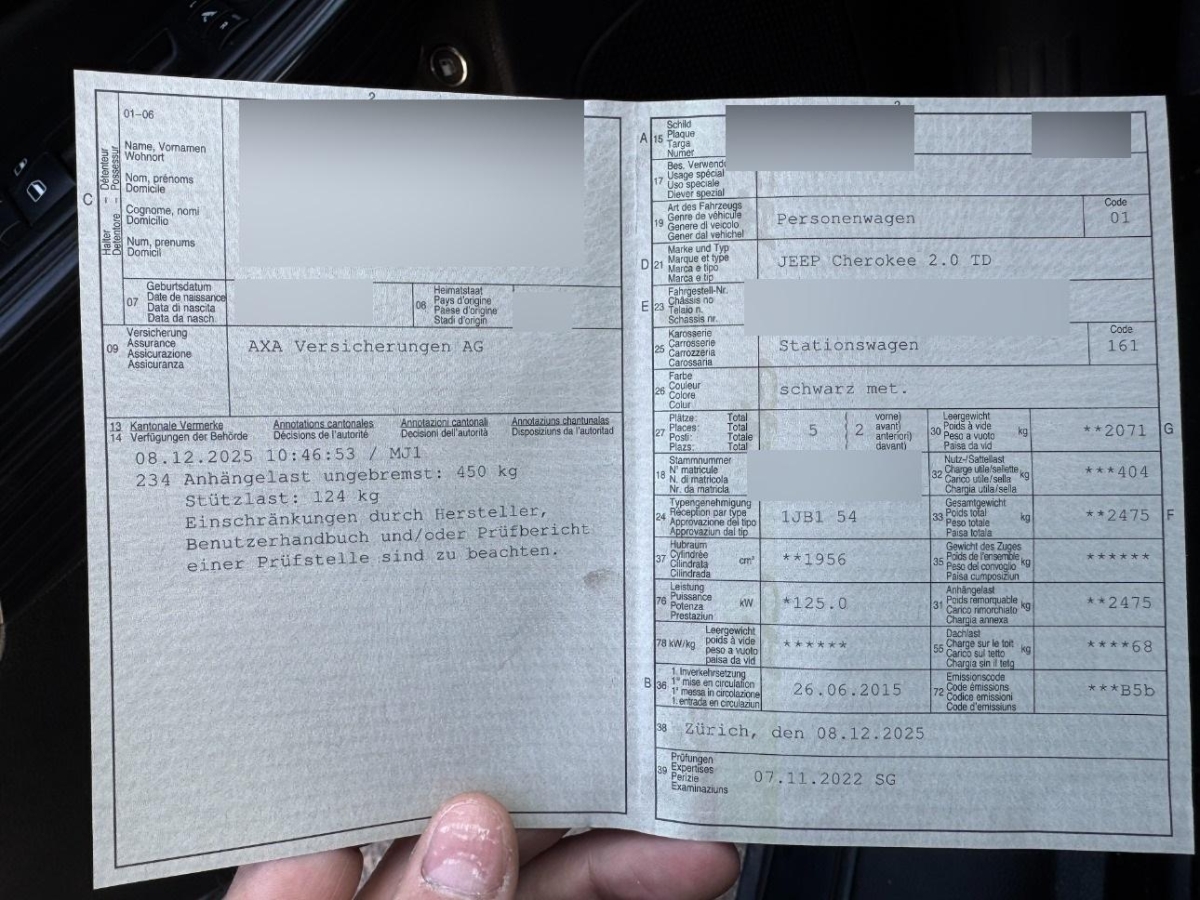 2
01-06
C
Halter - Détenteur
Detentore - Possessur
Name, Vornamen
Wohnort
Nom, prénoms
Domicile
Cognome, nomi
Domicilio
Num, prenums
Domicil
07
Geburtsdatum
Date de naissance
Data di nascita
Data da nasch.
08
Heimatstaat
Pays d'origine
Paese d'origine
Stadi d'origin
09
Versicherung
Assurance
Assicurazione
Assicuranza
AXA Versicherungen AG
13 Kantonale Vermerke Annotations cantonales Annotazioni cantonali Annotaziuns chantunalas
14 Verfügungen der Behörde Décisions de l'autorité Decisioni dell'autorità Disposiziuns da l'autoritad
08.12.2025 10:46:53 / MJ1
234 Anhängelast ungebremst: 450 kg
Stützlast: 124 kg
Einschränkungen durch Hersteller,
Benutzerhandbuch und/oder Prüfbericht
einer Prüfstelle sind zu beachten.
A 15
Schild
Plaque
Targa
Numer
17
Bes. Verwend
Usage spécial
Uso speciale
Diever spezial
19
Art des Fahrzeugs
Genre de véhicule
Genere di veicolo
Gener dal vehichel
Personenwagen
Code
01
D 21
Marke und Typ
Marque et type
Marca e tipo
Marca e tip
JEEP Cherokee 2.0 TD
E 23
Fahrgestell-Nr.
Châssis no
Telaio n.
Schassis nr.
25
Karosserie
Carrosserie
Carrozzeria
Carossaria
Stationswagen
Code
161
26
Farbe
Couleur
Colore
Colur
schwarz met.
27
Plätze: Total
Places: Total
Posti: Totale
Plazs: Total
5
2
vorne)
avant)
anteriori)
davant)
30
Leergewicht
Poids à vide
Peso a vuoto
Paisa da vid
kg
**2071
G
18
Stammnummer
N° matricule
N. di matricola
Nr. da matricla
32
Nutz-/Sattellast
Charge utile/sellette
Carico utile/sella
Chargia utila/sella
kg
***404
24
Typengenehmigung
Réception par type
Approvazione del tipo
Approvaziun dal tip
1JB1 54
33
Gesamtgewicht
Poids total
Peso totale
Paisa totala
kg
**2475
F
37
Hubraum
Cylindrée
Cilindrata
Cilindrada
cm³
**1956
35
Gewicht des Zuges
Poids de l'ensemble
Peso del convoglio
Paisa cumposiziun
kg
******
76
Leistung
Puissance
Potenza
Prestaziun
kW
*125.0
31
Anhängelast
Poids remorquable
Carico rimorchiato
Chargia annexa
kg
**2475
78 kW/kg
Leergewicht
poids à vide
peso a vuoto
paisa da vid
******
55
Dachlast
Charge sur le toit
Carico sul tetto
Chargia sin il tetg
kg
****68
B 36
1. Inverkehrsetzung
1re mise en circulation
1a messa in circolazione
1. entrada en circulaziun
26.06.2015
72
Emissionscode
Code émissions
Codice emissioni
Code d'emissiuns
***B5b
38
Zürich, den 08.12.2025
39
Prüfungen
Expertises
Perizie
Examinaziuns
07.11.2022 SG